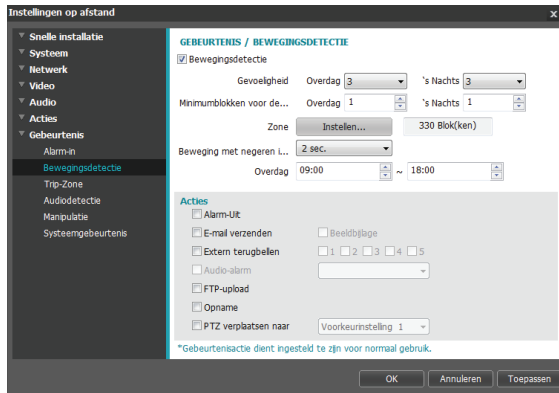 Instellingen op afstand x
Snelle installatie
Systeem
Netwerk
Video
Audio
Acties
Gebeurtenis
Alarm-in
Bewegingsdetectie
Trip-Zone
Audiodetectie
Manipulatie
Systeemgebeurtenis
GEBEURTENIS / BEWEGINGSDETECTIE
Bewegingsdetectie
Gevoeligheid Overdag 3 's Nachts 3
Minimumblokken voor de... Overdag 1 's Nachts 1
Zone Instellen... 330 Blok(ken)
Beweging met negeren i... 2 sec.
Overdag 09:00 ~ 18:00
Acties
Alarm-Uit
E-mail verzenden Beeldbijlage
Extern terugbellen 1 2 3 4 5
Audio-alarm
FTP-upload
Opname
PTZ verplaatsen naar Voorkeurinstelling 1
*Gebeurtenisactie dient ingesteld te zijn voor normaal gebruik.
OK Annuleren Toepassen